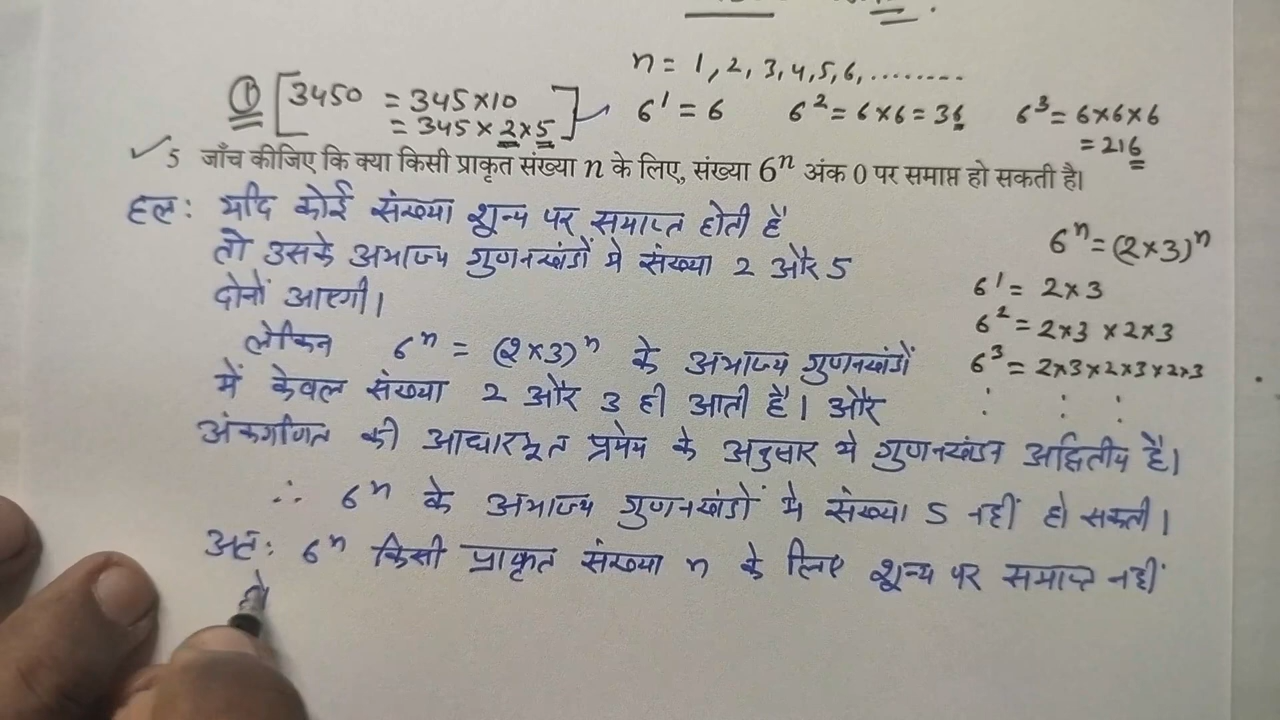 n = 1, 2, 3, 4, 5, 6, ........
① [3450 = 345×10
= 345×2×5]
6¹ = 6 6² = 6×6 = 36 6³ = 6×6×6
= 216
5 जाँच कीजिए कि क्या किसी प्राकृत संख्या n के लिए, संख्या 6ⁿ अंक 0 पर समाप्त हो सकती है।
हल: यदि कोई संख्या शून्य पर समाप्त होती है
तो उसके अभाज्य गुणनखंडों मे संख्या 2 और 5
दोनों आएगी।
लेकिन 6ⁿ = (2×3)ⁿ के अभाज्य गुणनखंडों
में केवल संख्या 2 और 3 ही आती है। और
अंकगणित की आधारभूत प्रमेय के अनुसार ये गुणनखंडन अद्वितीय है।
∴ 6ⁿ के अभाज्य गुणनखंडों मे संख्या 5 नहीं हो सकती।
अतः 6ⁿ किसी प्राकृत संख्या n के लिए शून्य पर समाप्त नहीं
हो
6ⁿ = (2×3)ⁿ
6¹ = 2×3
6² = 2×3 ×2×3
6³ = 2×3×2×3×2×3